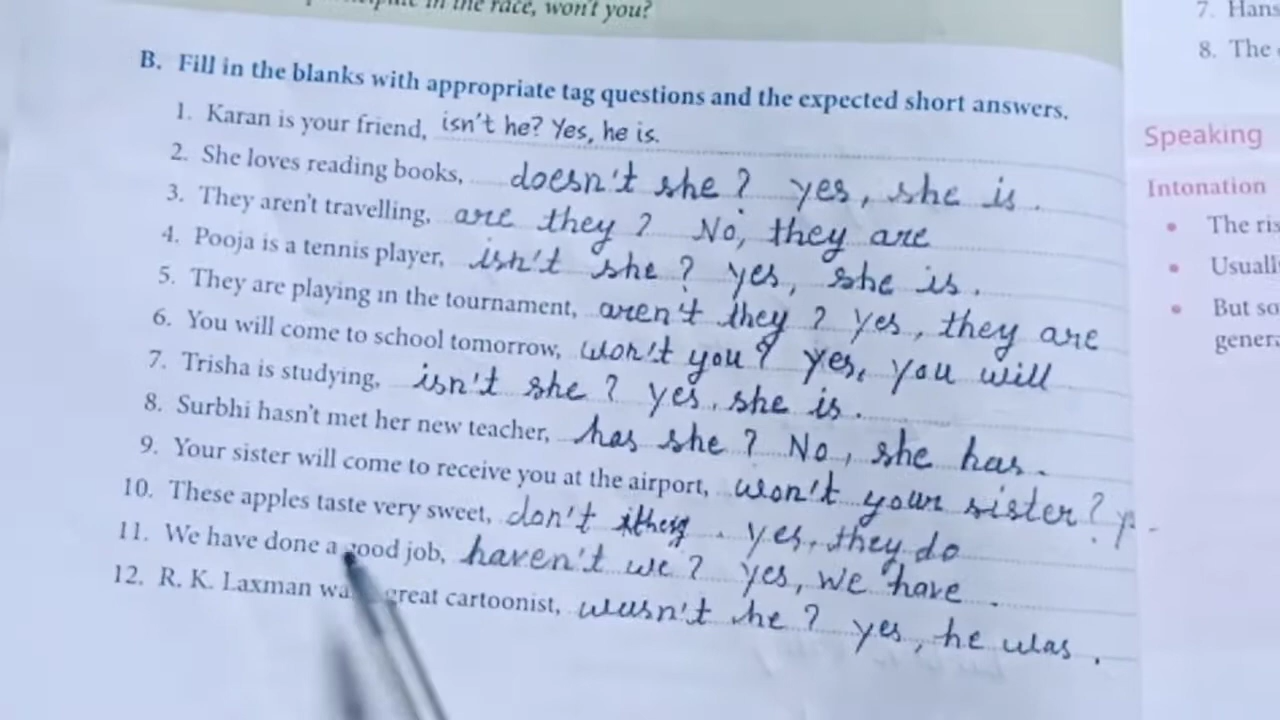 in the race, won't you?
B. Fill in the blanks with appropriate tag questions and the expected short answers.
1. Karan is your friend, isn't he? Yes, he is.
2. She loves reading books, doesn't she? yes, she is.
3. They aren't travelling, are they? No, they are
4. Pooja is a tennis player, isn't she? yes, she is.
5. They are playing in the tournament, aren't they? yes, they are
6. You will come to school tomorrow, won't you? yes, you will
7. Trisha is studying, isn't she? yes, she is.
8. Surbhi hasn't met her new teacher, has she? No, she has.
9. Your sister will come to receive you at the airport, won't your sister?
10. These apples taste very sweet, don't they. yes, they do
11. We have done a good job, haven't we? yes, we have.
12. R. K. Laxman great cartoonist, wasn't he? yes, he was.
7. Hans
8. The
Speaking
Intonation
• The ris
• Usuall
• But so
genera